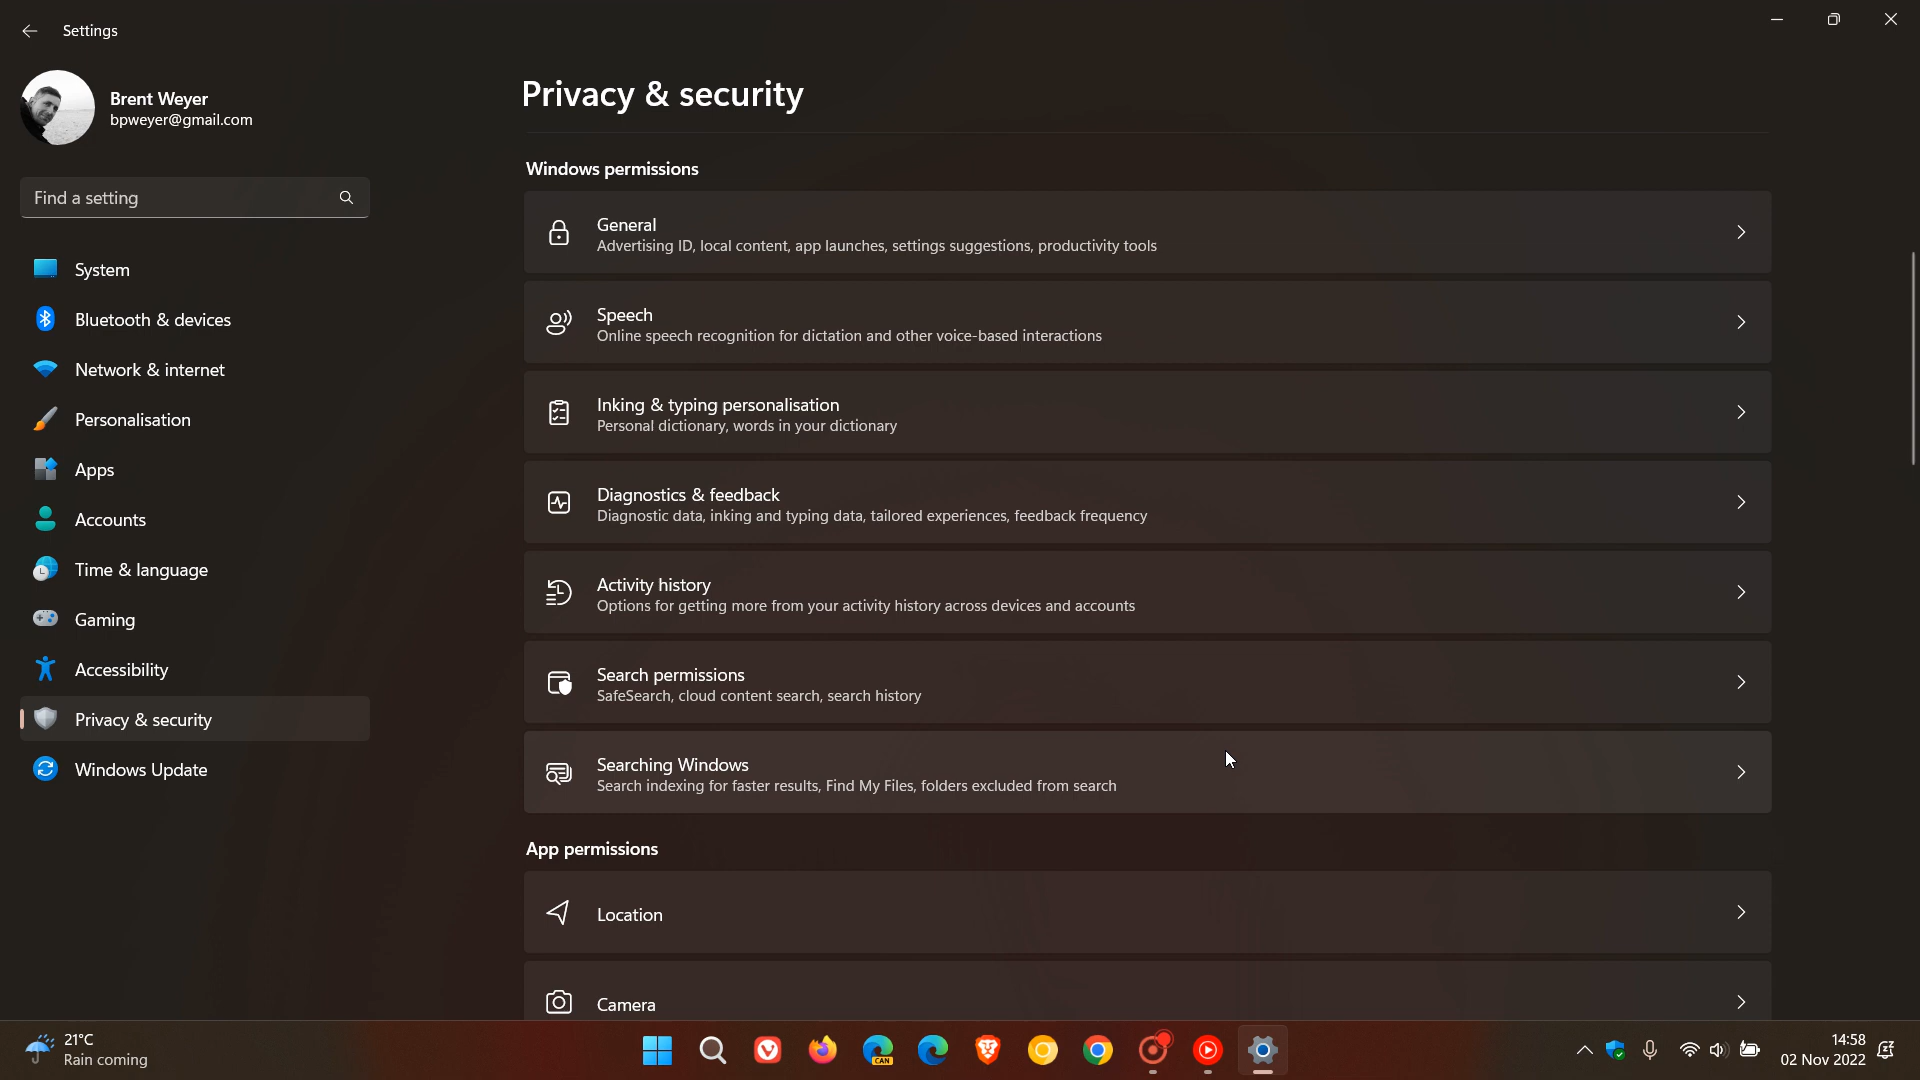 Settings
Brent Weyer
bpweyer@gmail.com
Find a setting
System
Bluetooth & devices
Network & internet
Personalisation
Apps
Accounts
Time & language
Gaming
Accessibility
Privacy & security
Windows Update
Privacy & security
Windows permissions
General
Advertising ID, local content, app launches, settings suggestions, productivity tools
Speech
Online speech recognition for dictation and other voice-based interactions
Inking & typing personalisation
Personal dictionary, words in your dictionary
Diagnostics & feedback
Diagnostic data, inking and typing data, tailored experiences, feedback frequency
Activity history
Options for getting more from your activity history across devices and accounts
Search permissions
SafeSearch, cloud content search, search history
Searching Windows
Search indexing for faster results, Find My Files, folders excluded from search
App permissions
Location
Camera
21°C
Rain coming
CAN
14:58
02 Nov 2022